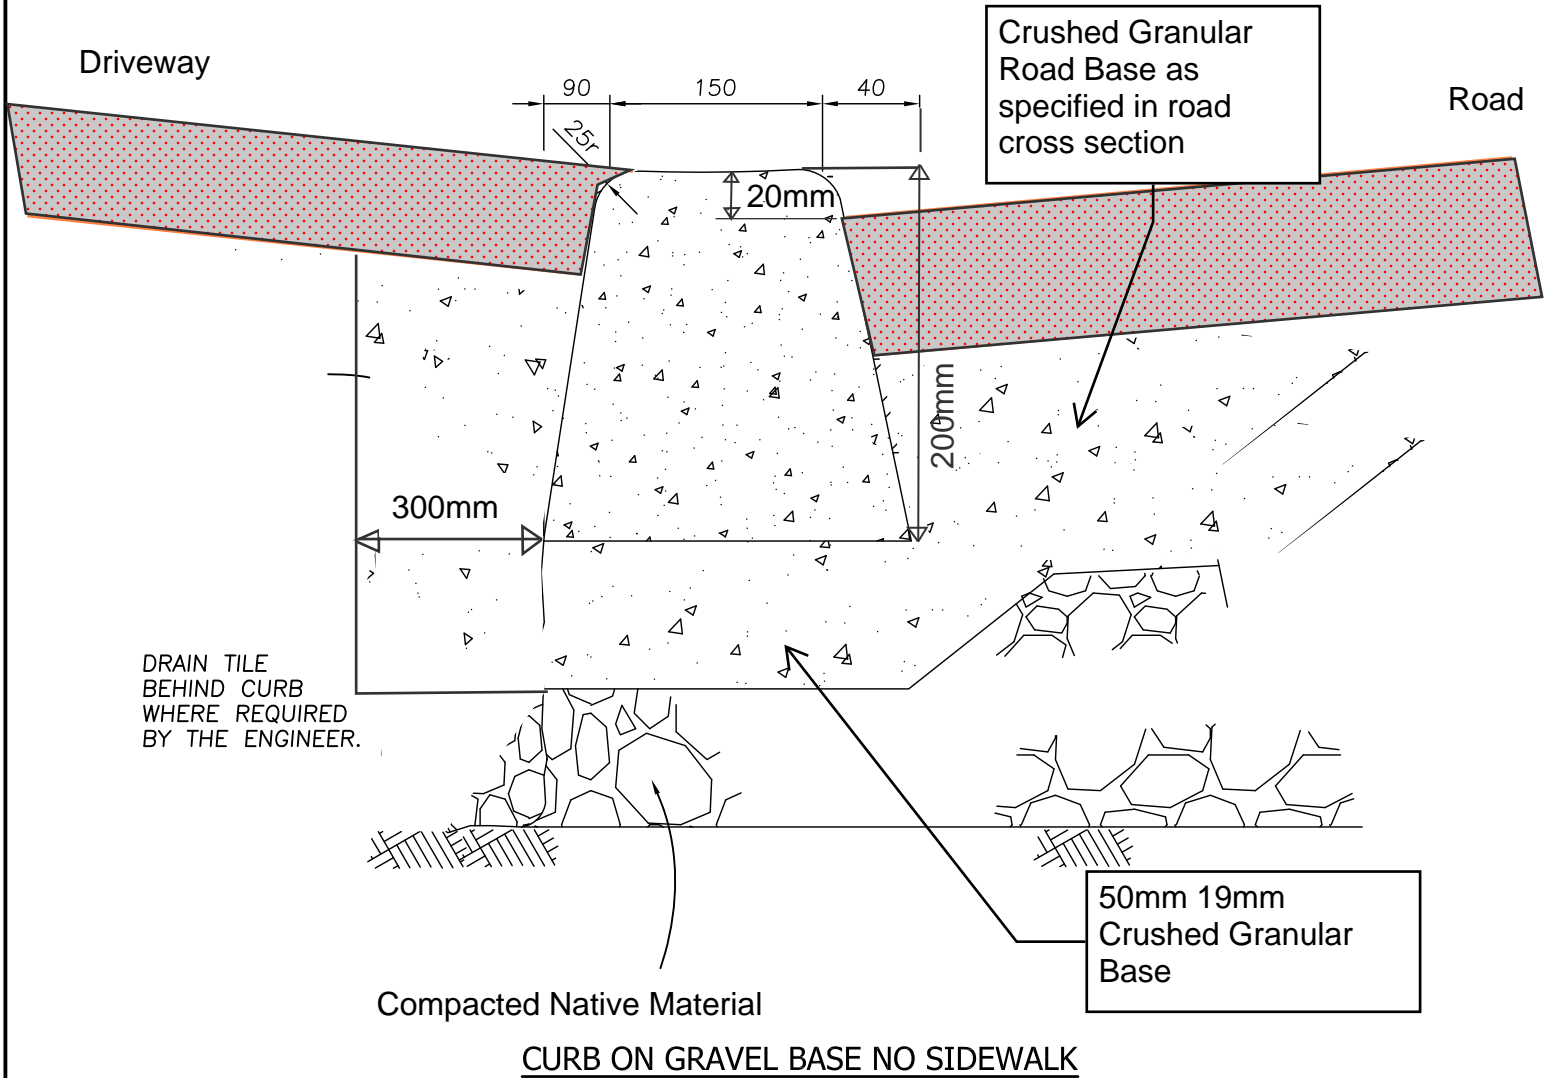 Driveway
90
150
40
25r
Crushed Granular
Road Base as
specified in road
cross section
Road
20mm
200mm
300mm
DRAIN TILE
BEHIND CURB
WHERE REQUIRED
BY THE ENGINEER.
50mm 19mm
Crushed Granular
Base
Compacted Native Material
CURB ON GRAVEL BASE NO SIDEWALK